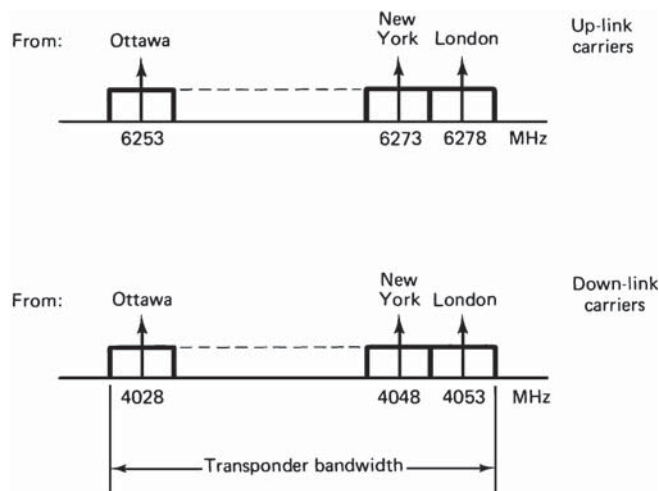 From: Ottawa New York London Up-link carriers
6253 6273 6278 MHz
From: Ottawa New York London Down-link carriers
4028 4048 4053 MHz
Transponder bandwidth